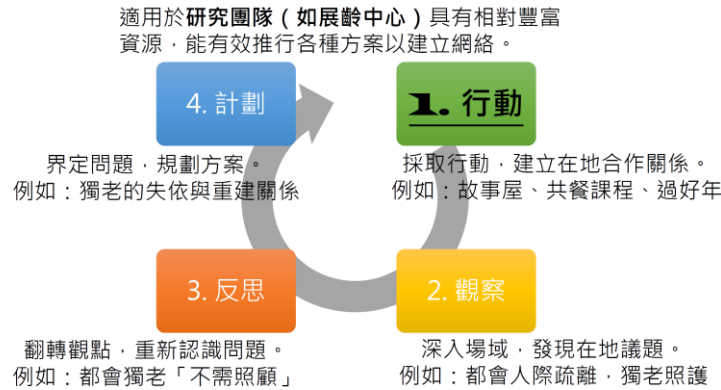 適用於研究團隊（如展齡中心）具有相對豐富
資源，能有效推行各種方案以建立網絡。
4. 計劃
1. 行動
界定問題，規劃方案。
例如：獨老的失依與重建關係
採取行動，建立在地合作關係。
例如：故事屋、共餐課程、過好年
3. 反思
2. 觀察
翻轉觀點，重新認識問題。
例如：都會獨老「不需照顧」
深入場域，發現在地議題。
例如：都會人際疏離，獨老照護